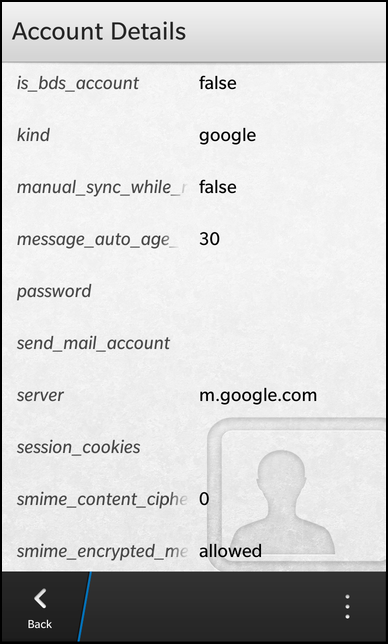 Account Details
is_bds_account false
kind google
manual_sync_while_ false
message_auto_age_ 30
password
send_mail_account
server m.google.com
session_cookies
smime_content_ciphe 0
smime_encrypted_me allowed
Back